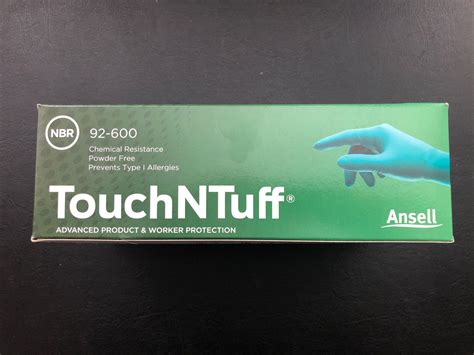 NBR
92-600
Chemical Resistance
Powder Free
Prevents Type I Allergies
TouchNTuff®
ADVANCED PRODUCT & WORKER PROTECTION
Ansell